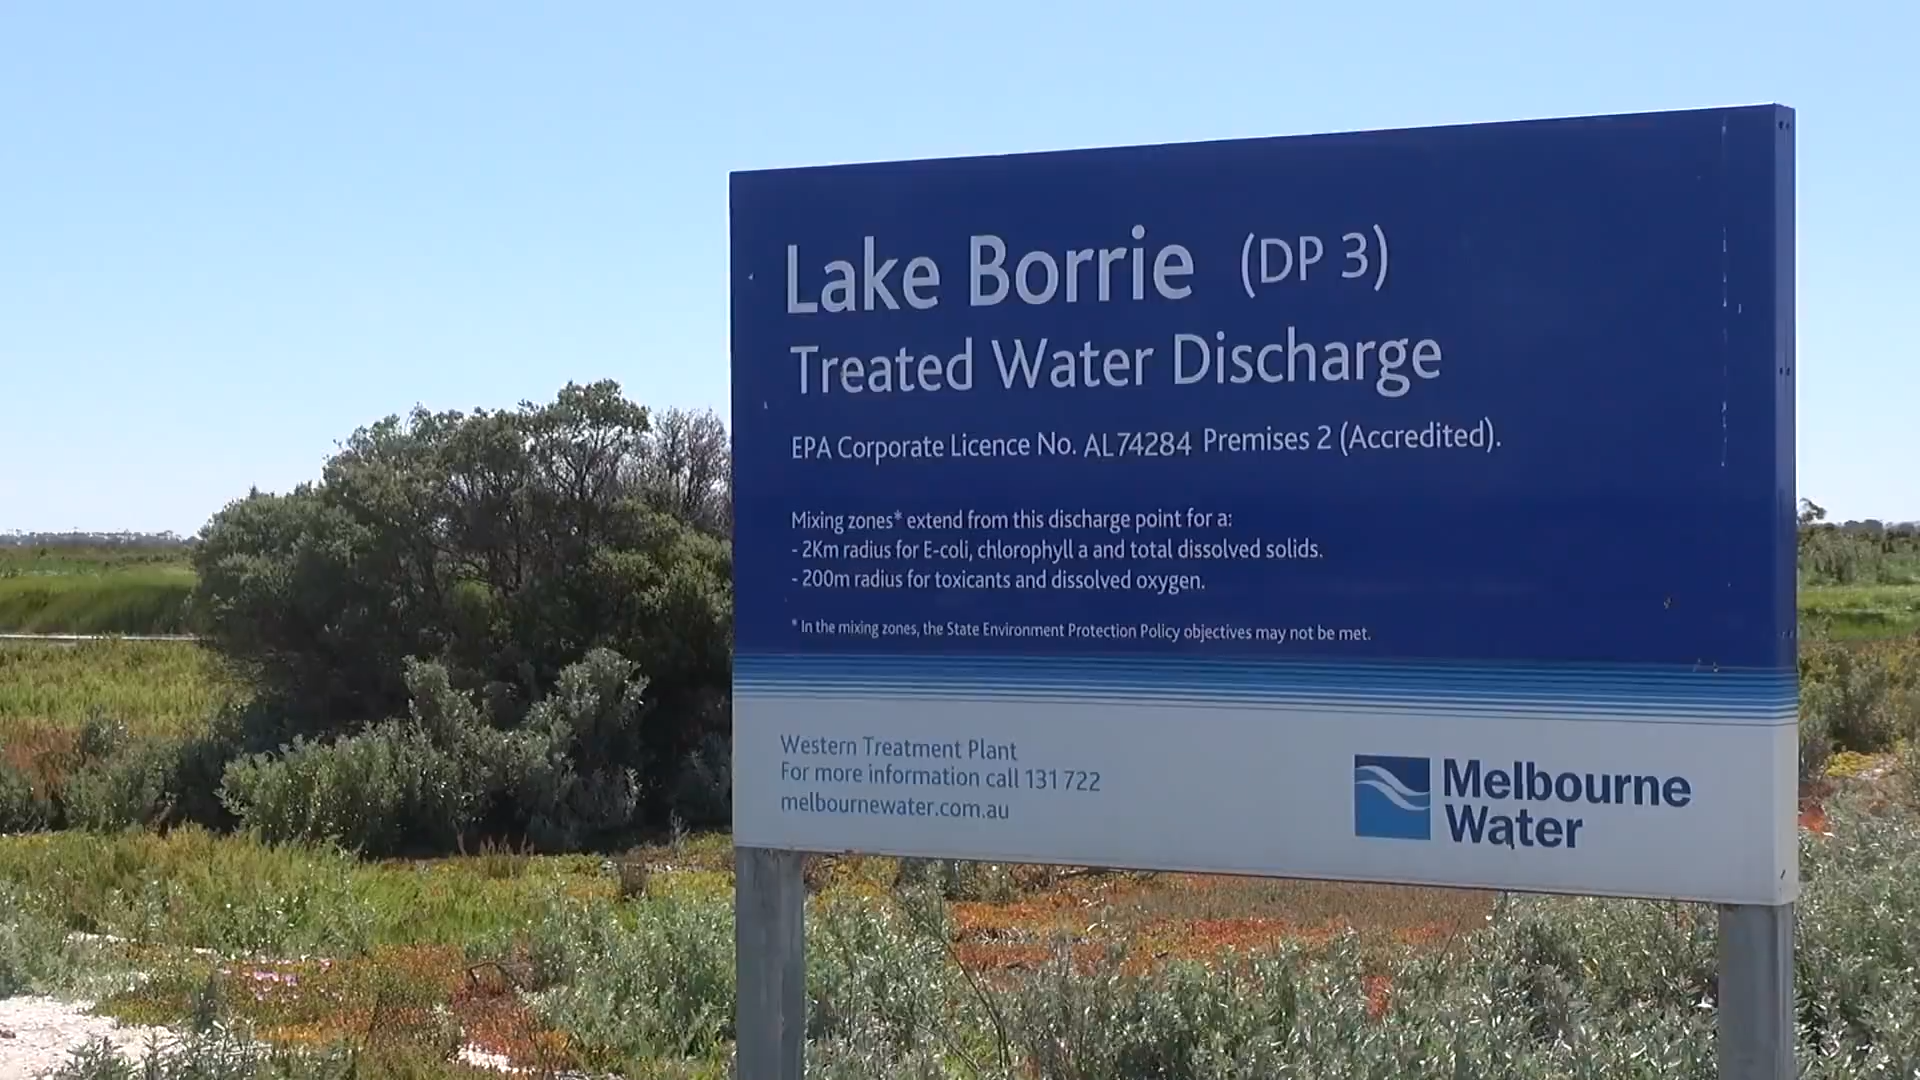 Lake Borrie (DP 3)
Treated Water Discharge
EPA Corporate Licence No. AL74284 Premises 2 (Accredited).
Mixing zones* extend from this discharge point for a:
- 2Km radius for E-coli, chlorophyll a and total dissolved solids.
- 200m radius for toxicants and dissolved oxygen.
* In the mixing zones, the State Environment Protection Policy objectives may not be met.
Western Treatment Plant
For more information call 131 722
melbournewater.com.au
Melbourne
Water